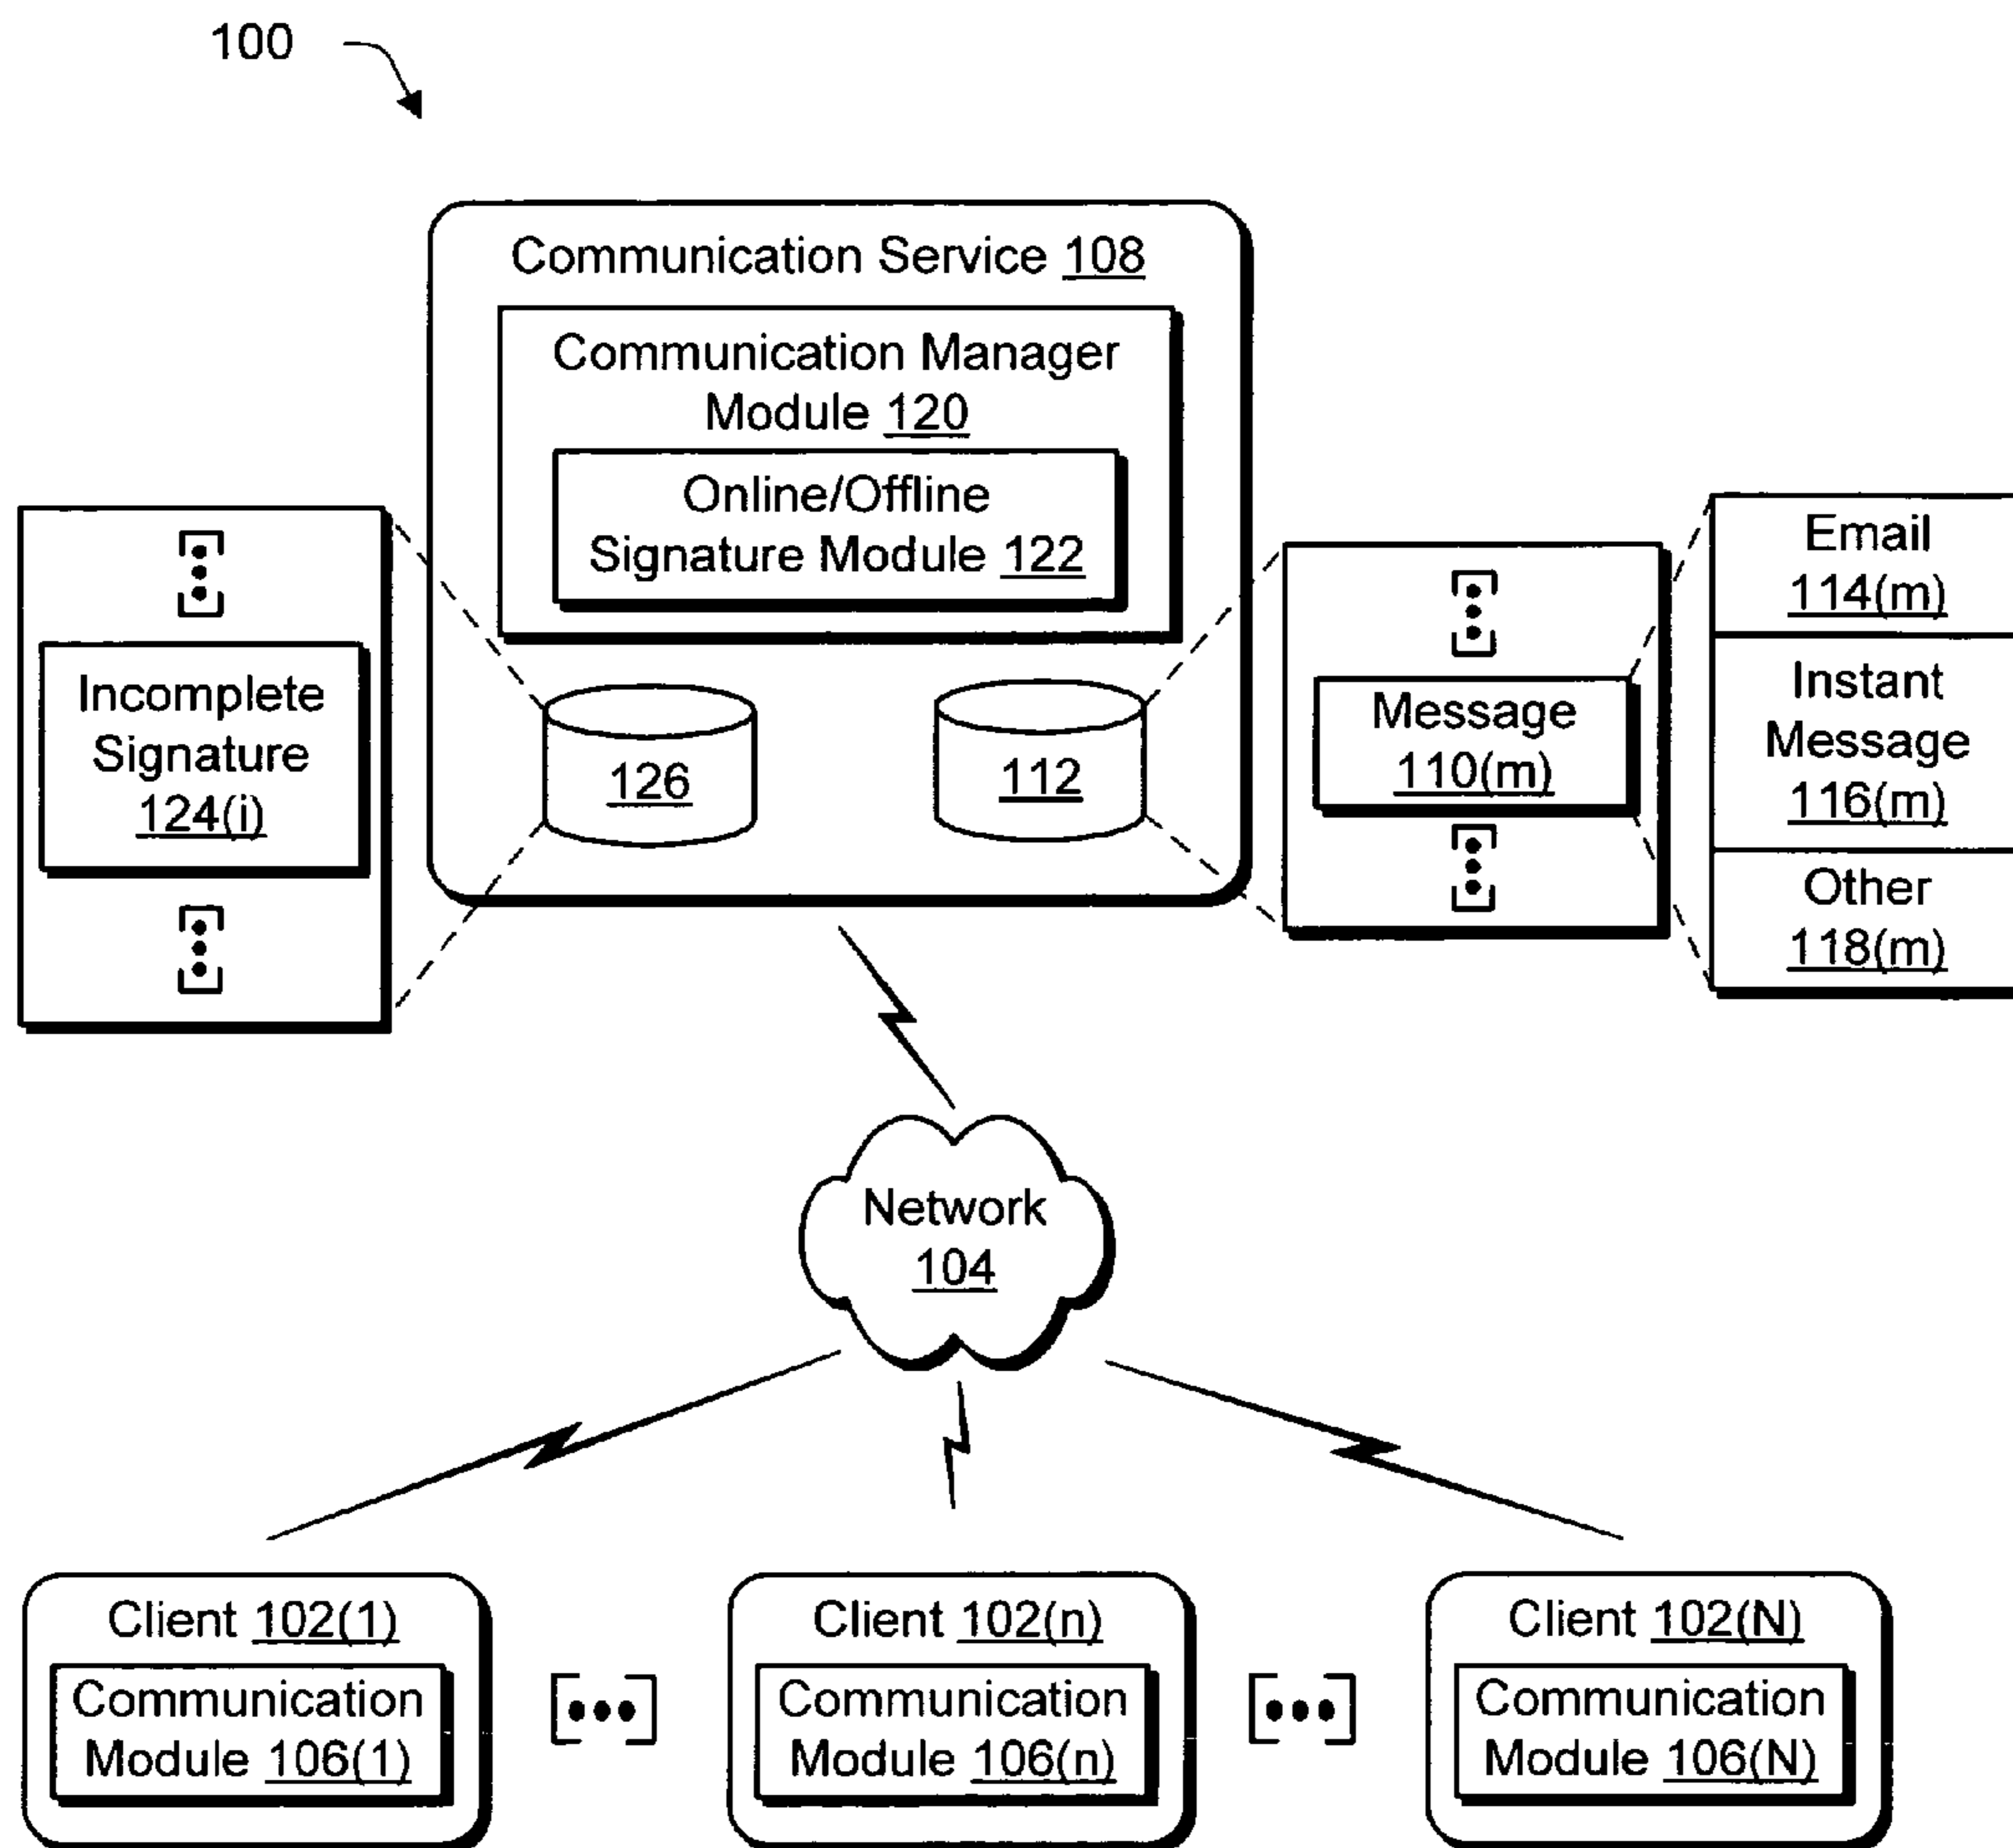 100
Communication Service 108
Communication Manager
Module 120
Online/Offline
Signature Module 122
126
112
Incomplete
Signature
124(i)
Message
110(m)
Email
114(m)
Instant
Message
116(m)
Other
118(m)
Network
104
Client 102(1)
Communication
Module 106(1)
Client 102(n)
Communication
Module 106(n)
Client 102(N)
Communication
Module 106(N)